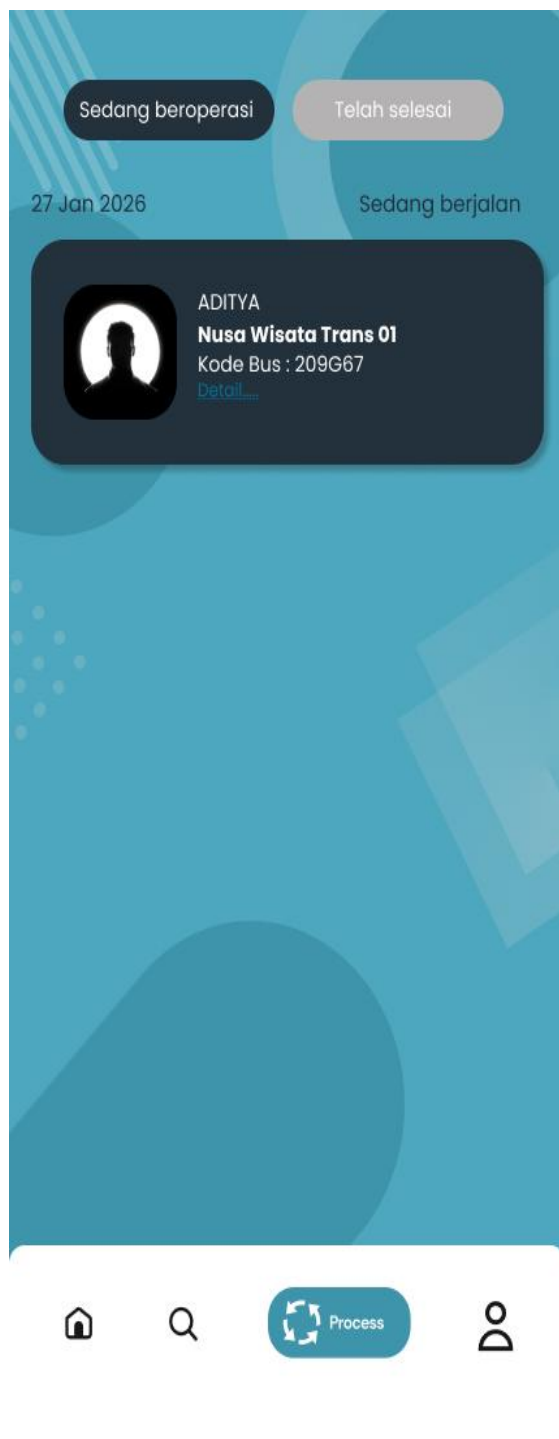 Sedang beroperasi
Telah selesai
27 Jan 2026
Sedang berjalan
ADITYA
Nusa Wisata Trans 01
Kode Bus : 209G67
Detail.....
Process